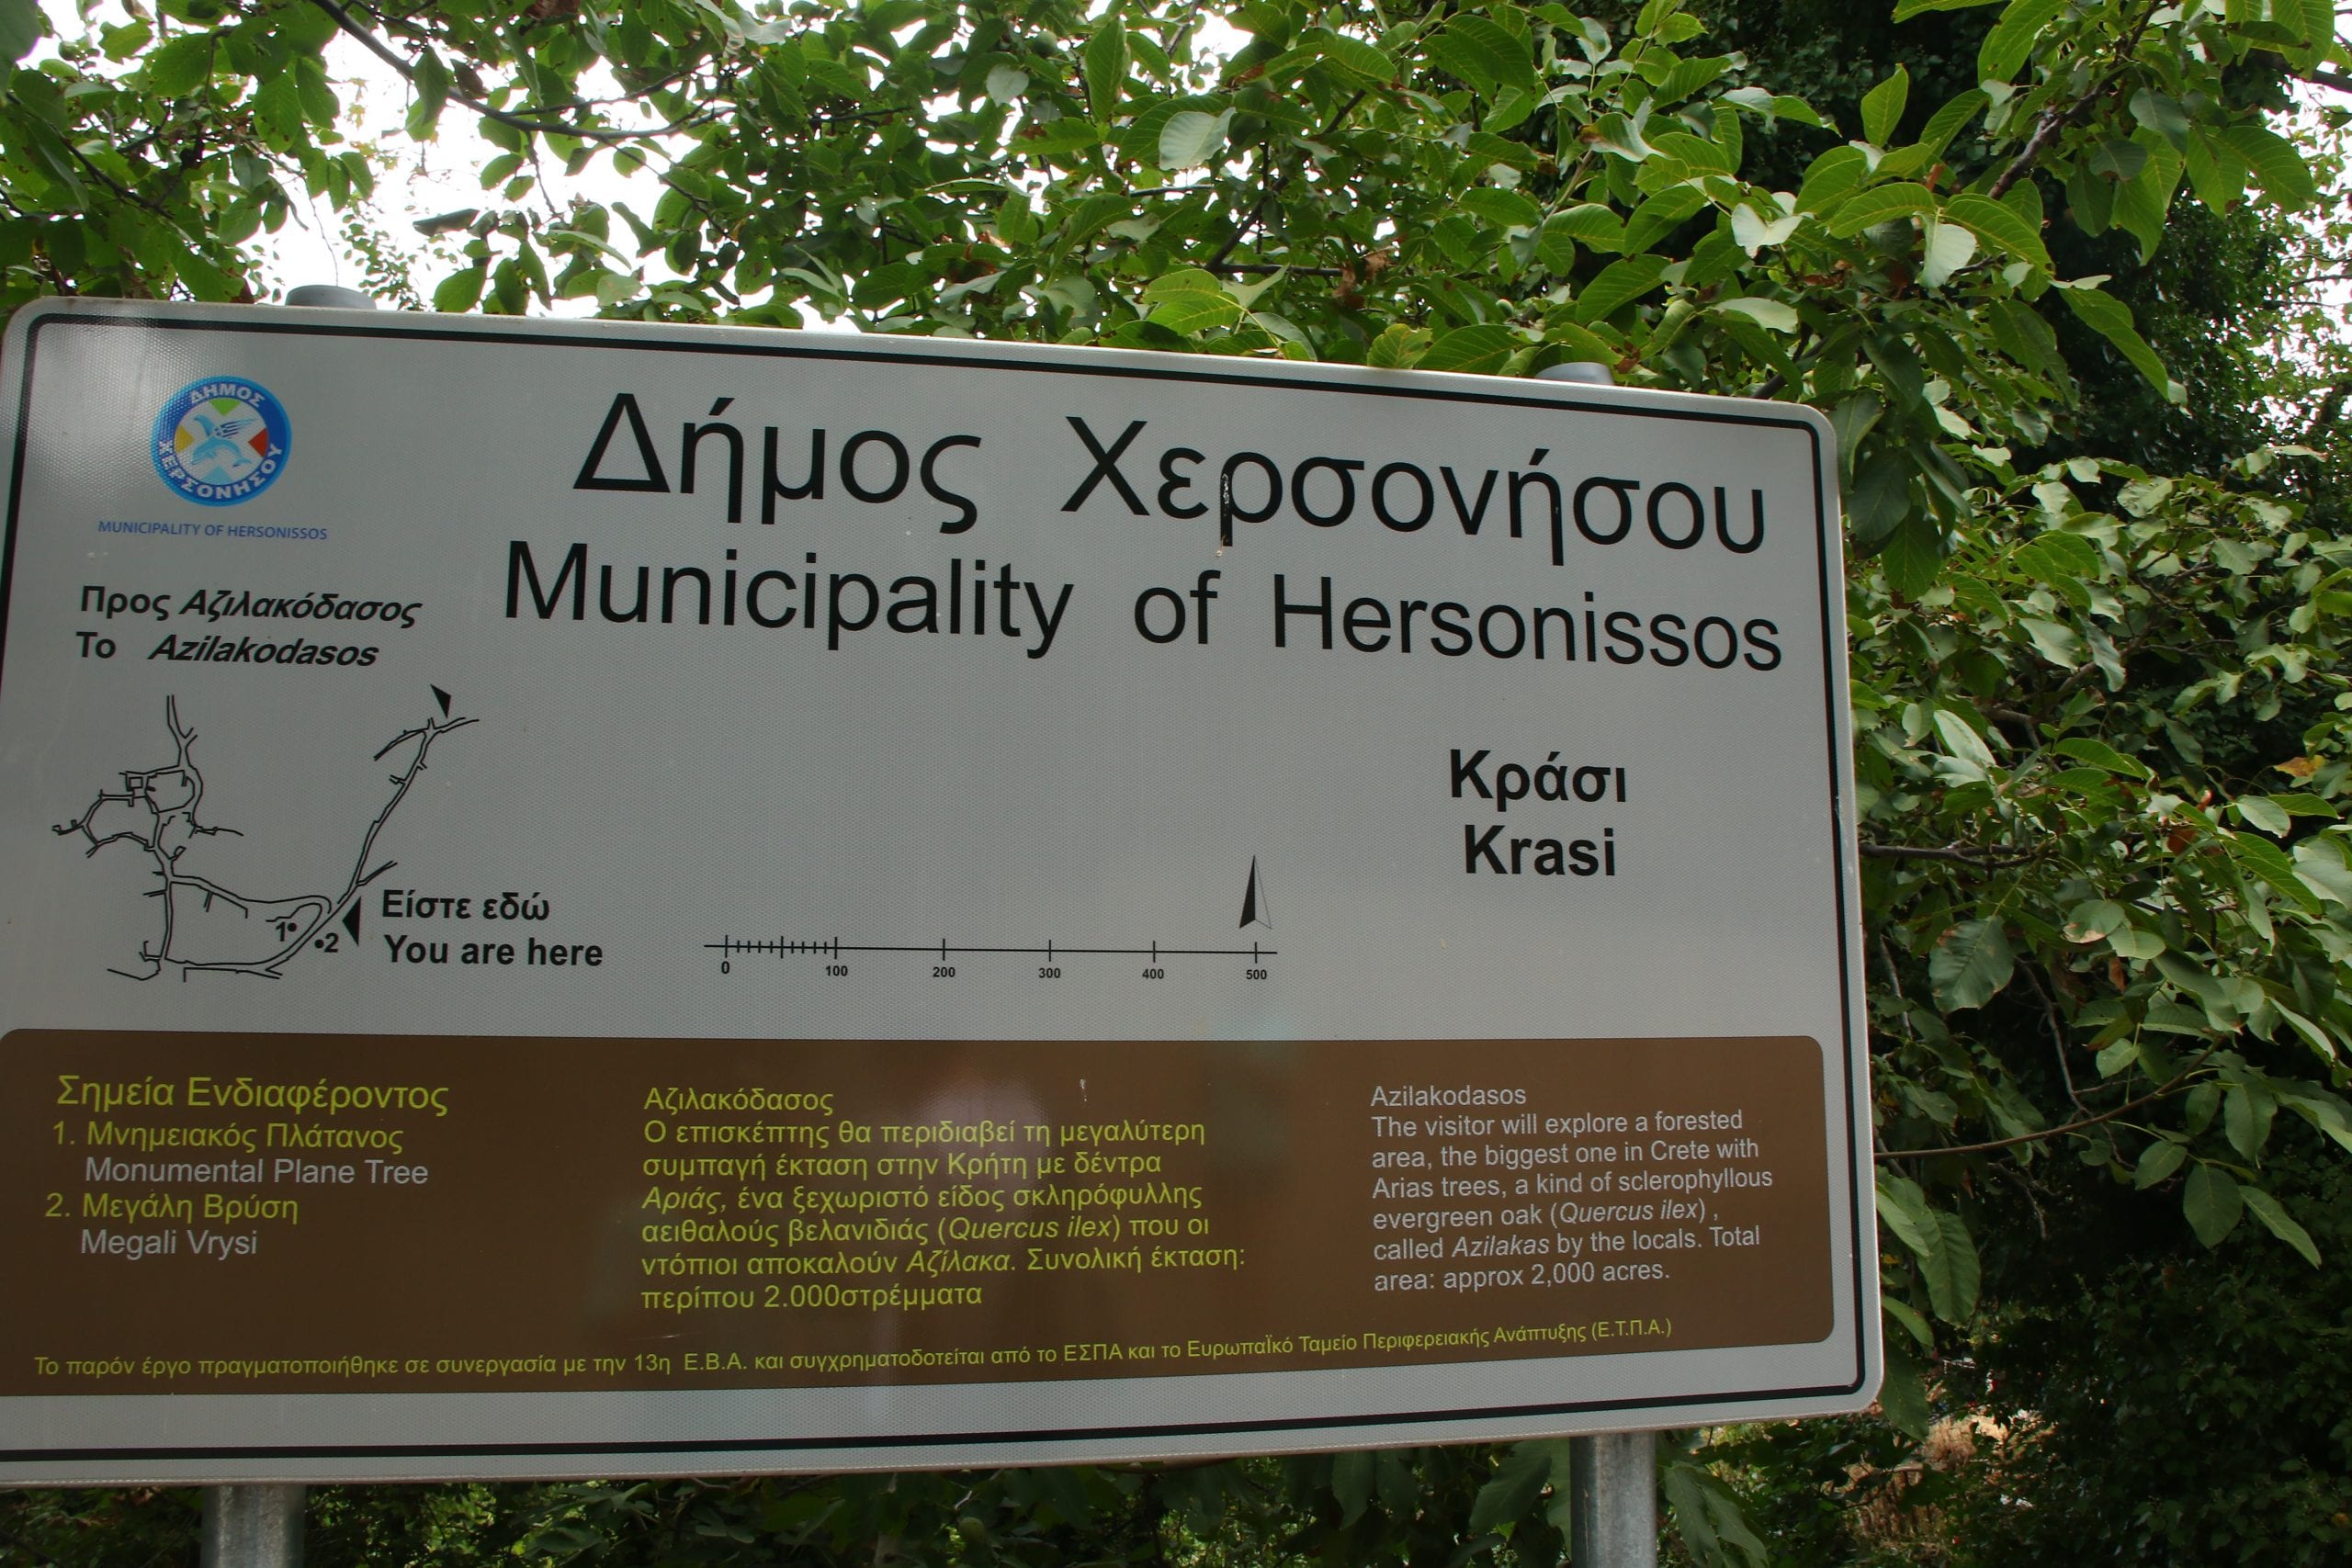 ΔΗΜΟΣ
ΧΕΡΣΟΝΗΣΟΥ
MUNICIPALITY OF HERSONISSOS
Δήμος Χερσονήσου
Municipality of Hersonissos
Προς Αζιλακόδασος
To Azilakodasos
Κράσι
Krasi
1
2
Είστε εδώ
You are here
0 100 200 300 400 500
Σημεία Ενδιαφέροντος
1. Μνημειακός Πλάτανος
Monumental Plane Tree
2. Μεγάλη Βρύση
Megali Vrysi
Αζιλακόδασος
Ο επισκέπτης θα περιδιαβεί τη μεγαλύτερη
συμπαγή έκταση στην Κρήτη με δέντρα
Αριάς, ένα ξεχωριστό είδος σκληρόφυλλης
αειθαλούς βελανιδιάς (Quercus ilex) που οι
ντόπιοι αποκαλούν Αζίλακα. Συνολική έκταση:
περίπου 2.000στρέμματα
Azilakodasos
The visitor will explore a forested
area, the biggest one in Crete with
Arias trees, a kind of sclerophyllous
evergreen oak (Quercus ilex) ,
called Azilakas by the locals. Total
area: approx 2,000 acres.
Το παρόν έργο πραγματοποιήθηκε σε συνεργασία με την 13η Ε.Β.Α. και συγχρηματοδοτείται από το ΕΣΠΑ και το ΕυρωπαΪκό Ταμείο Περιφερειακής Ανάπτυξης (Ε.Τ.Π.Α.)